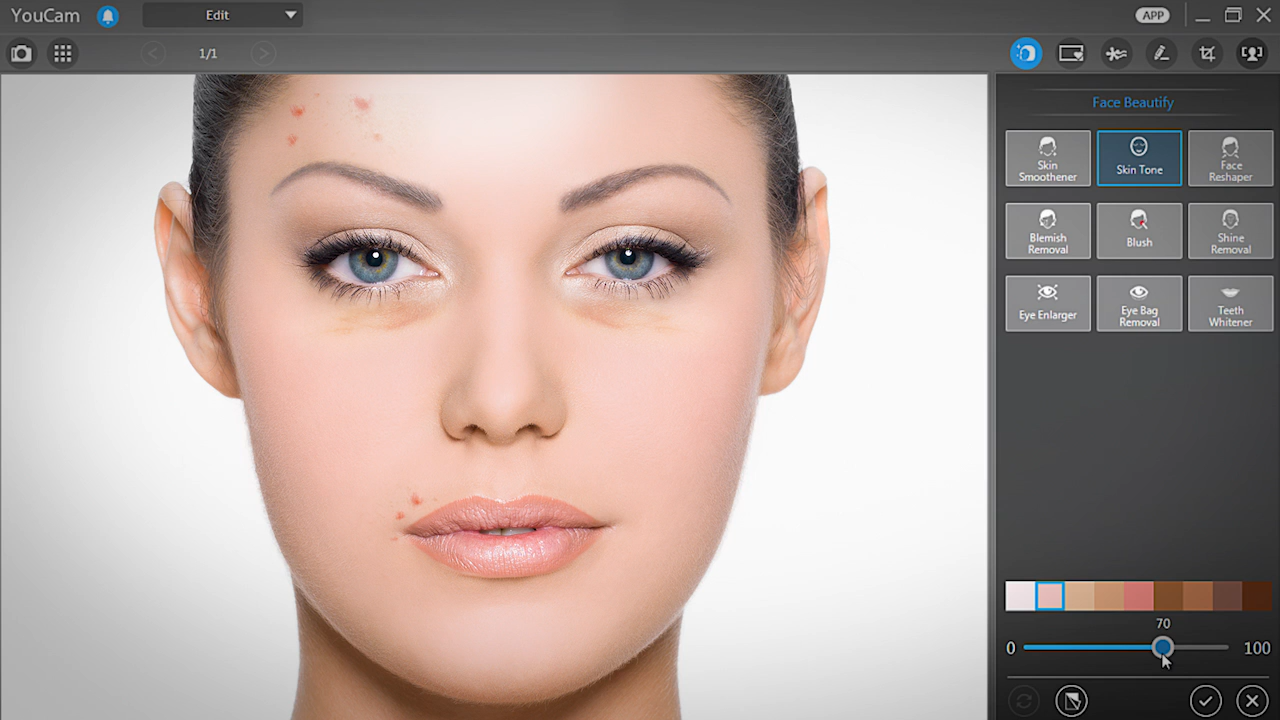 YouCam
Edit
APP
1/1
Face Beautify
Skin
Smoothener
Skin Tone
Face
Reshaper
Blemish
Removal
Blush
Shine
Removal
Eye Enlarger
Eye Bag
Removal
Teeth
Whitener
70
0
100